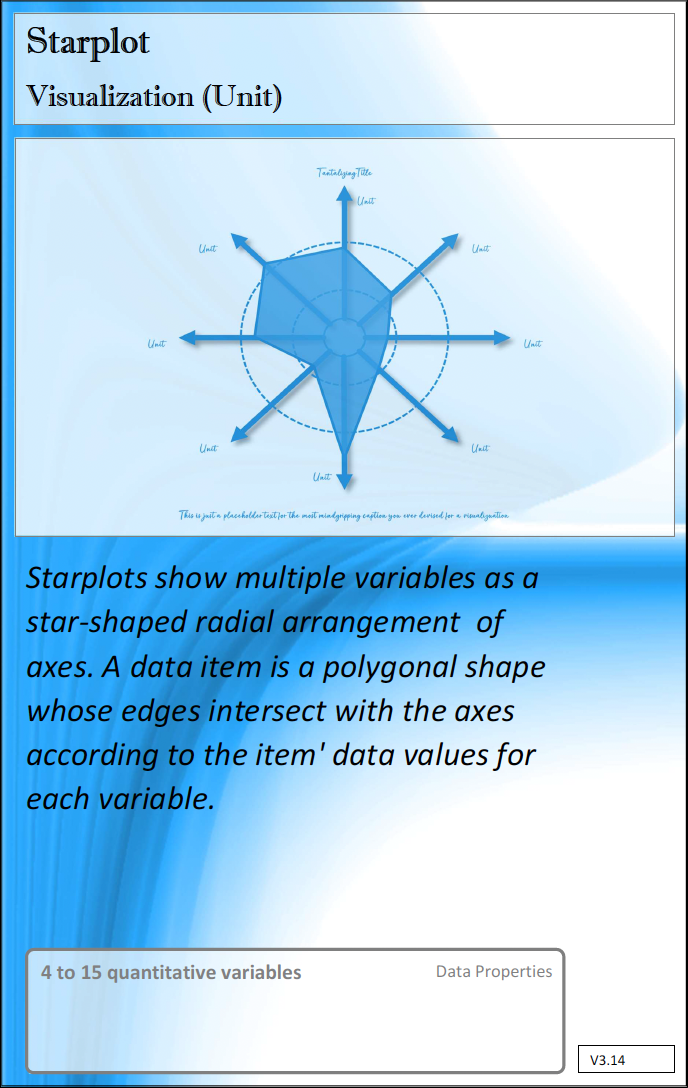 Starplot
Visualization (Unit)
Tantalizing Title
Unit
Unit
Unit
Unit
Unit
Unit
Unit
Unit
This is just a placeholder text for the most mindgripping caption you ever devised for a visualization
Starplots show multiple variables as a
star-shaped radial arrangement  of
axes. A data item is a polygonal shape
whose edges intersect with the axes
according to the item' data values for
each variable.
4 to 15 quantitative variables
Data Properties
V3.14